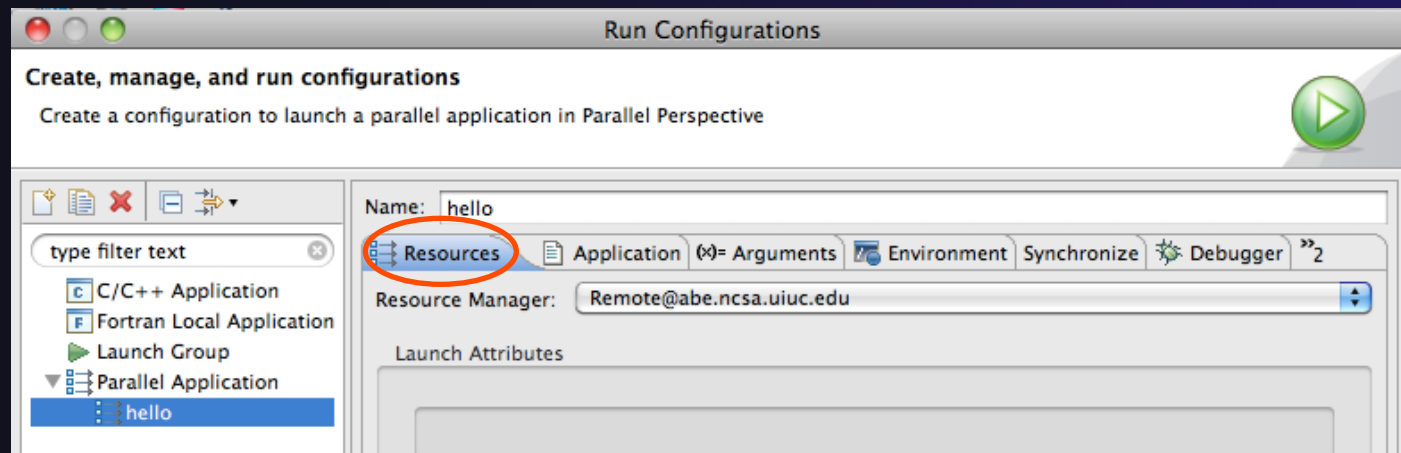 Run Configurations
Create, manage, and run configurations
Create a configuration to launch a parallel application in Parallel Perspective
type filter text
C/C++ Application
Fortran Local Application
Launch Group
Parallel Application
hello
Name: hello
Resources Application (x)= Arguments Environment Synchronize Debugger »2
Resource Manager: Remote@abe.ncsa.uiuc.edu
Launch Attributes